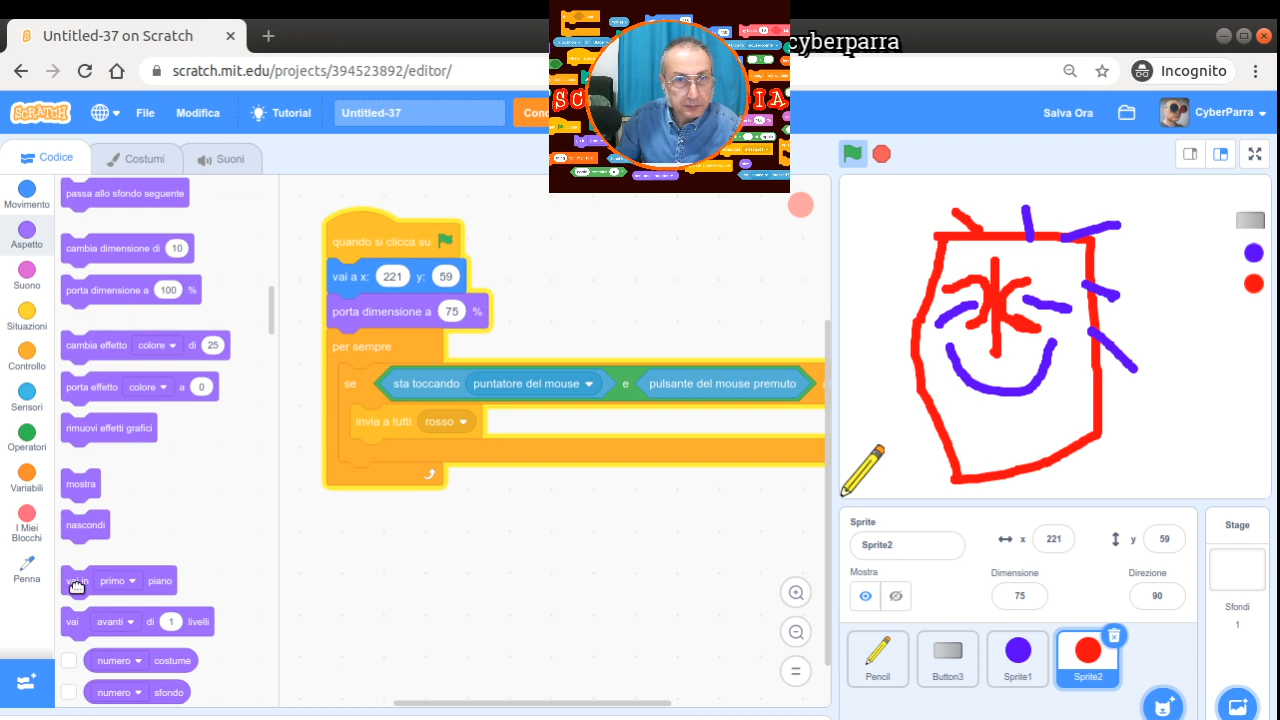 Untitled-37 on Scratch
cyberparra
scratch.mit.edu/projects/394523892/editor/
Incognito
SCRATCH
File
Modifica
Tutorial
Untitled-37
Salva Ora
CyberParra
Codice
Costumi
Suoni
SC
IA
Movimento
Aspetto
Suono
Situazioni
Controllo
Sensori
Operatori
Variabili
I Miei
Blocchi
Penna
passa allo sfondo seguente
cambia dimensione di 10
porta dimensione a 100 %
cambia effetto colore di 25
porta effetto colore a 0
rimuovi effetti grafici
mostra
nascondi
primo piano
vai avanti di 1 livelli
numero costume
numero sfondo
quando si clicca su
vai a x: 221 y: 59
porta dimensione a 75 %
per sempre
se sta toccando puntatore del mouse e pulsante del mouse premuto
invia a tutti rosso
Sprite
Sprite2
x 221
y 59
Mostra
Dimensione
75
Direzione
90
Pencil
Button3
Sprite1
Sprite2
Stage
Sfondi
1